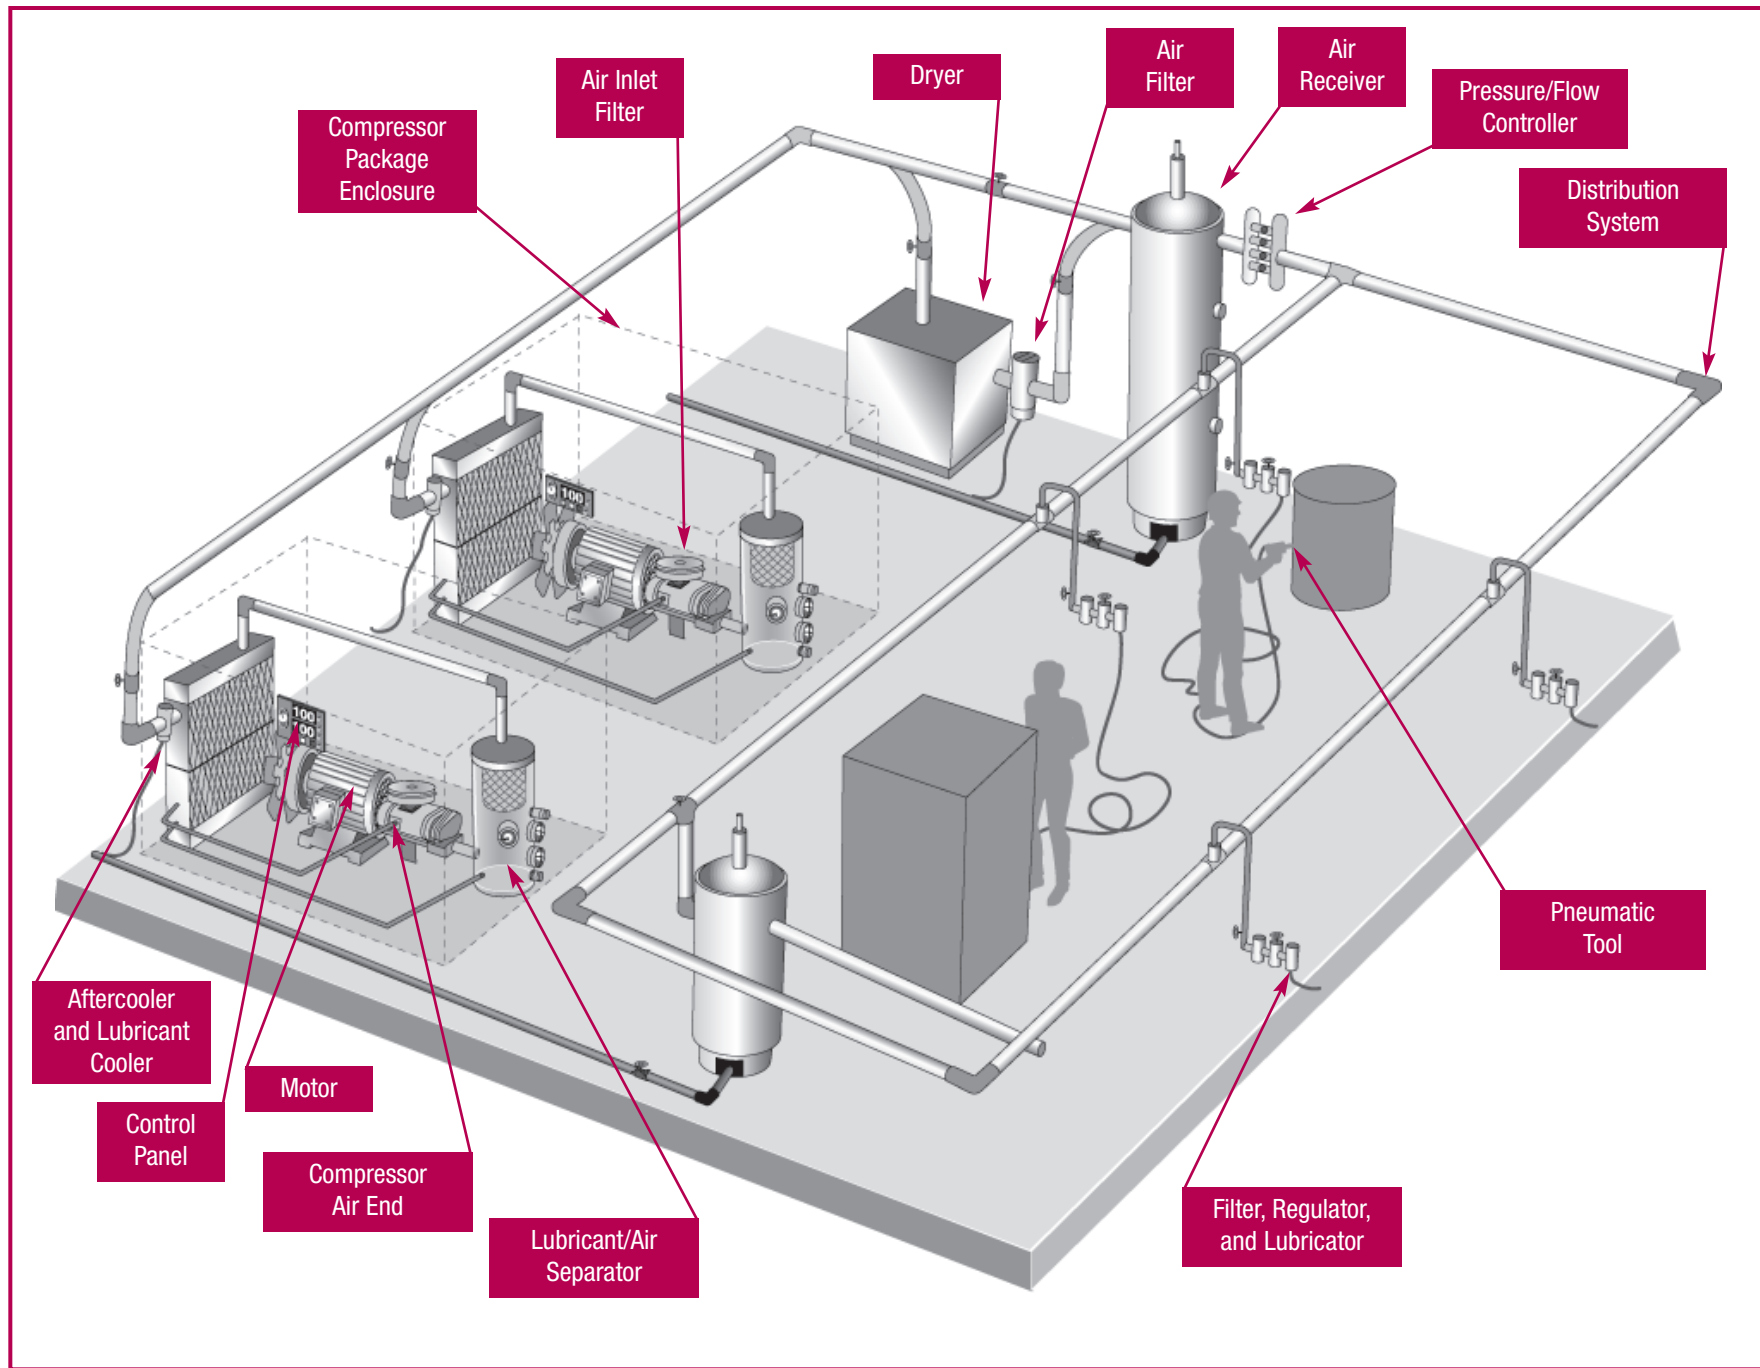 Air
Filter
Air
Receiver
Dryer
Air Inlet
Filter
Pressure/Flow
Controller
Compressor
Package
Enclosure
Distribution
System
100
100
100
Pneumatic
Tool
Aftercooler
and Lubricant
Cooler
Motor
Control
Panel
Compressor
Air End
Lubricant/Air
Separator
Filter, Regulator,
and Lubricator